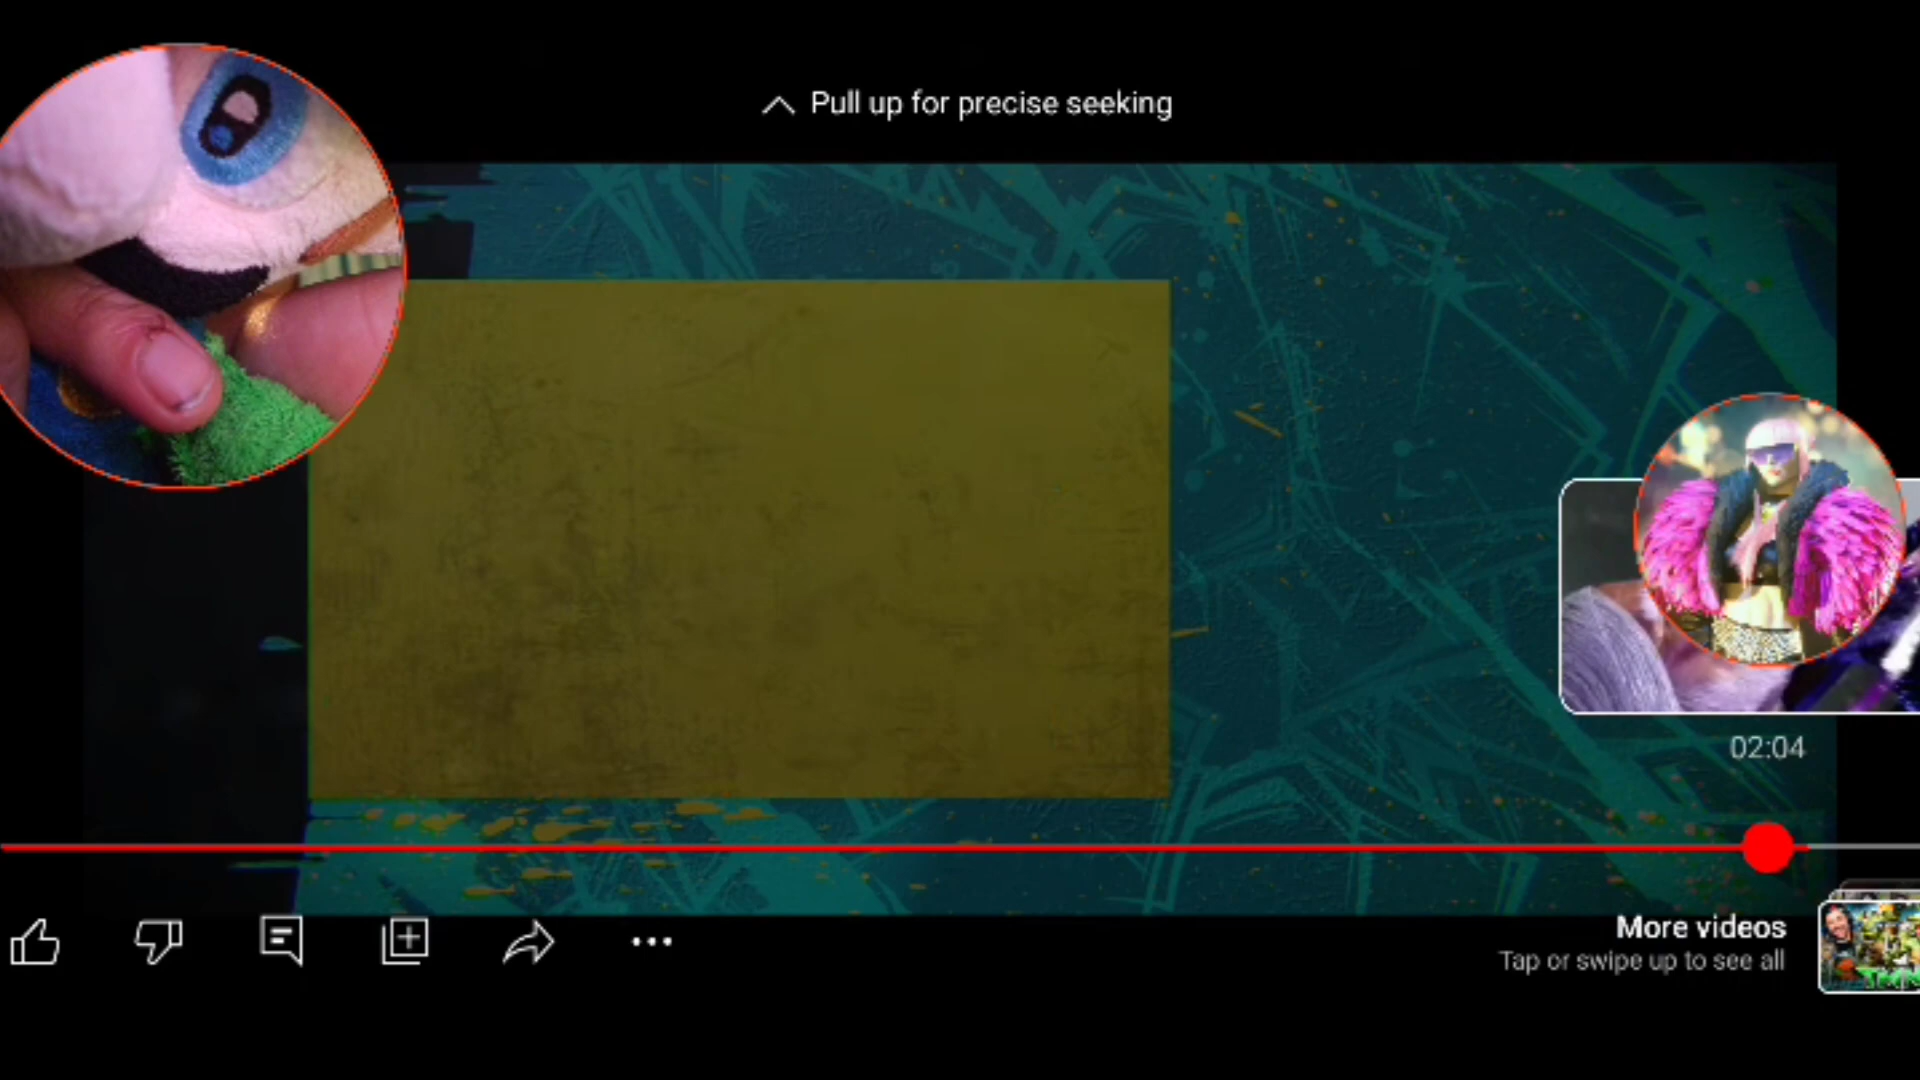 Pull up for precise seeking
02:04
More videos
Tap or swipe up to see all